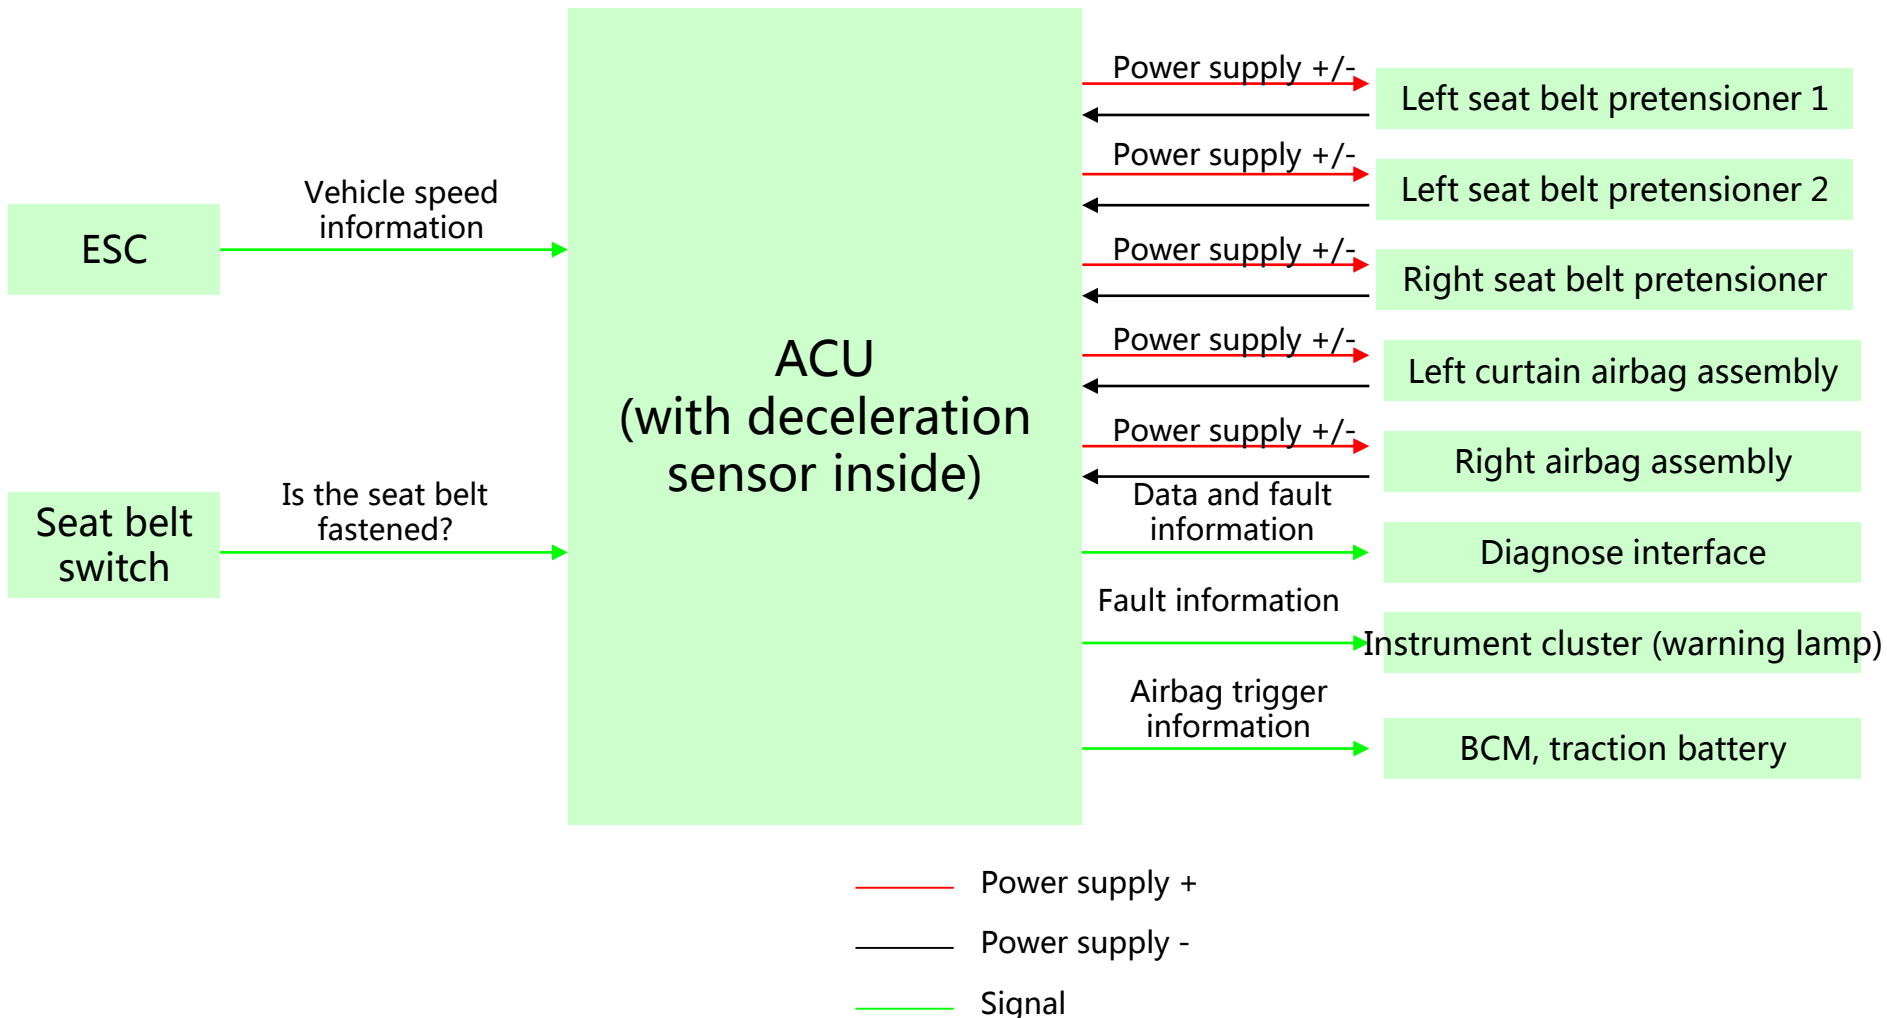 ESC
Vehicle speed
information
Seat belt
switch
Is the seat belt
fastened?
ACU
(with deceleration
sensor inside)
Power supply +/-
Left seat belt pretensioner 1
Power supply +/-
Left seat belt pretensioner 2
Power supply +/-
Right seat belt pretensioner
Power supply +/-
Left curtain airbag assembly
Power supply +/-
Right airbag assembly
Data and fault
information
Diagnose interface
Fault information
Instrument cluster (warning lamp)
Airbag trigger
information
BCM, traction battery
Power supply +
Power supply -
Signal